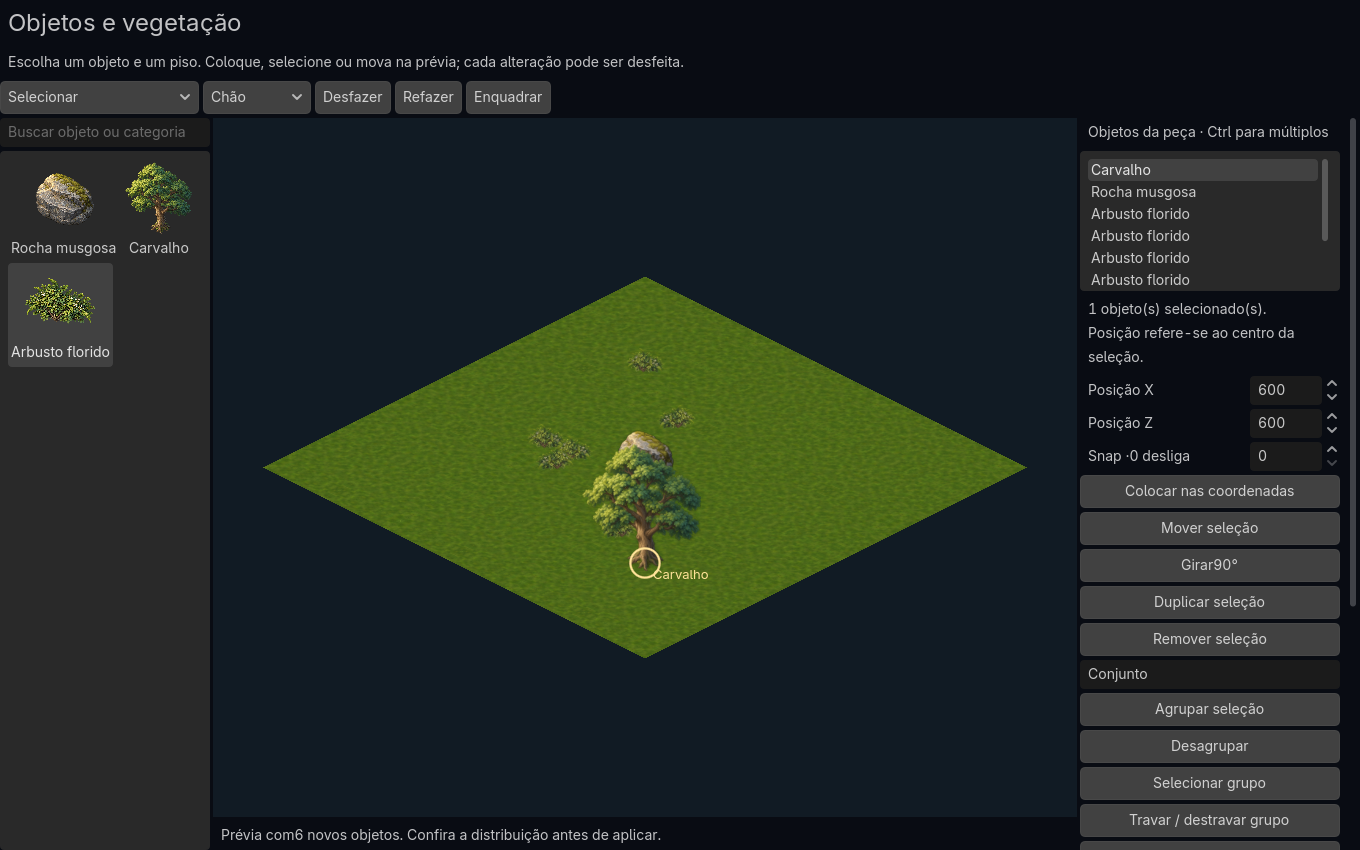 Objetos e vegetação
Escolha um objeto e um piso. Coloque, selecione ou mova na prévia; cada alteração pode ser desfeita.
Selecionar
Chão
Desfazer
Refazer
Enquadrar
Buscar objeto ou categoria
Rocha musgosa
Carvalho
Arbusto florido
Carvalho
Prévia com6 novos objetos. Confira a distribuição antes de aplicar.
Objetos da peça · Ctrl para múltiplos
Carvalho
Rocha musgosa
Arbusto florido
Arbusto florido
Arbusto florido
Arbusto florido
1 objeto(s) selecionado(s).
Posição refere-se ao centro da
seleção.
Posição X 600
Posição Z 600
Snap ·0 desliga 0
Colocar nas coordenadas
Mover seleção
Girar90°
Duplicar seleção
Remover seleção
Conjunto
Agrupar seleção
Desagrupar
Selecionar grupo
Travar / destravar grupo